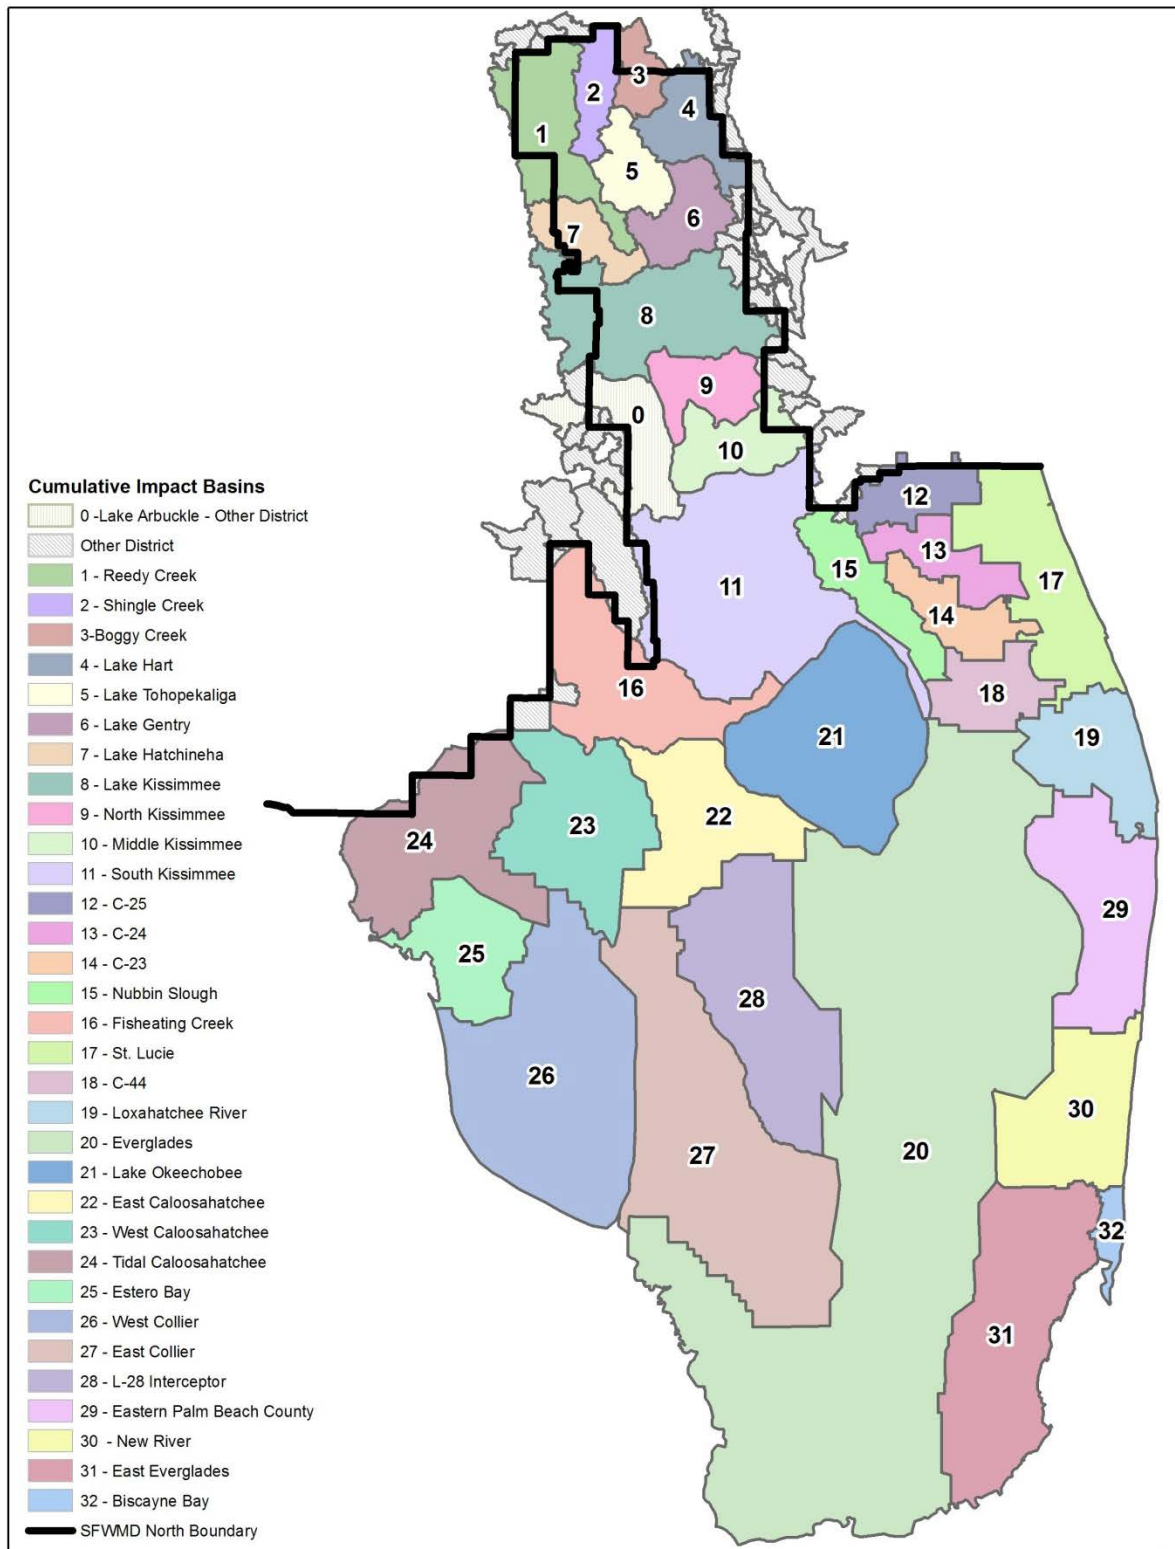 Cumulative Impact Basins
0 -Lake Arbuckle - Other District
Other District
1 - Reedy Creek
2 - Shingle Creek
3-Boggy Creek
4 - Lake Hart
5 - Lake Tohopekaliga
6 - Lake Gentry
7 - Lake Hatchineha
8 - Lake Kissimmee
9 - North Kissimmee
10 - Middle Kissimmee
11 - South Kissimmee
12 - C-25
13 - C-24
14 - C-23
15 - Nubbin Slough
16 - Fisheating Creek
17 - St. Lucie
18 - C-44
19 - Loxahatchee River
20 - Everglades
21 - Lake Okeechobee
22 - East Caloosahatchee
23 - West Caloosahatchee
24 - Tidal Caloosahatchee
25 - Estero Bay
26 - West Collier
27 - East Collier
28 - L-28 Interceptor
29 - Eastern Palm Beach County
30 - New River
31 - East Everglades
32 - Biscayne Bay
SFWMD North Boundary
3
2
4
1
5
6
7
8
9
0
10
12
13
15
17
11
14
16
18
21
19
22
23
24
29
25
28
26
30
20
27
32
31